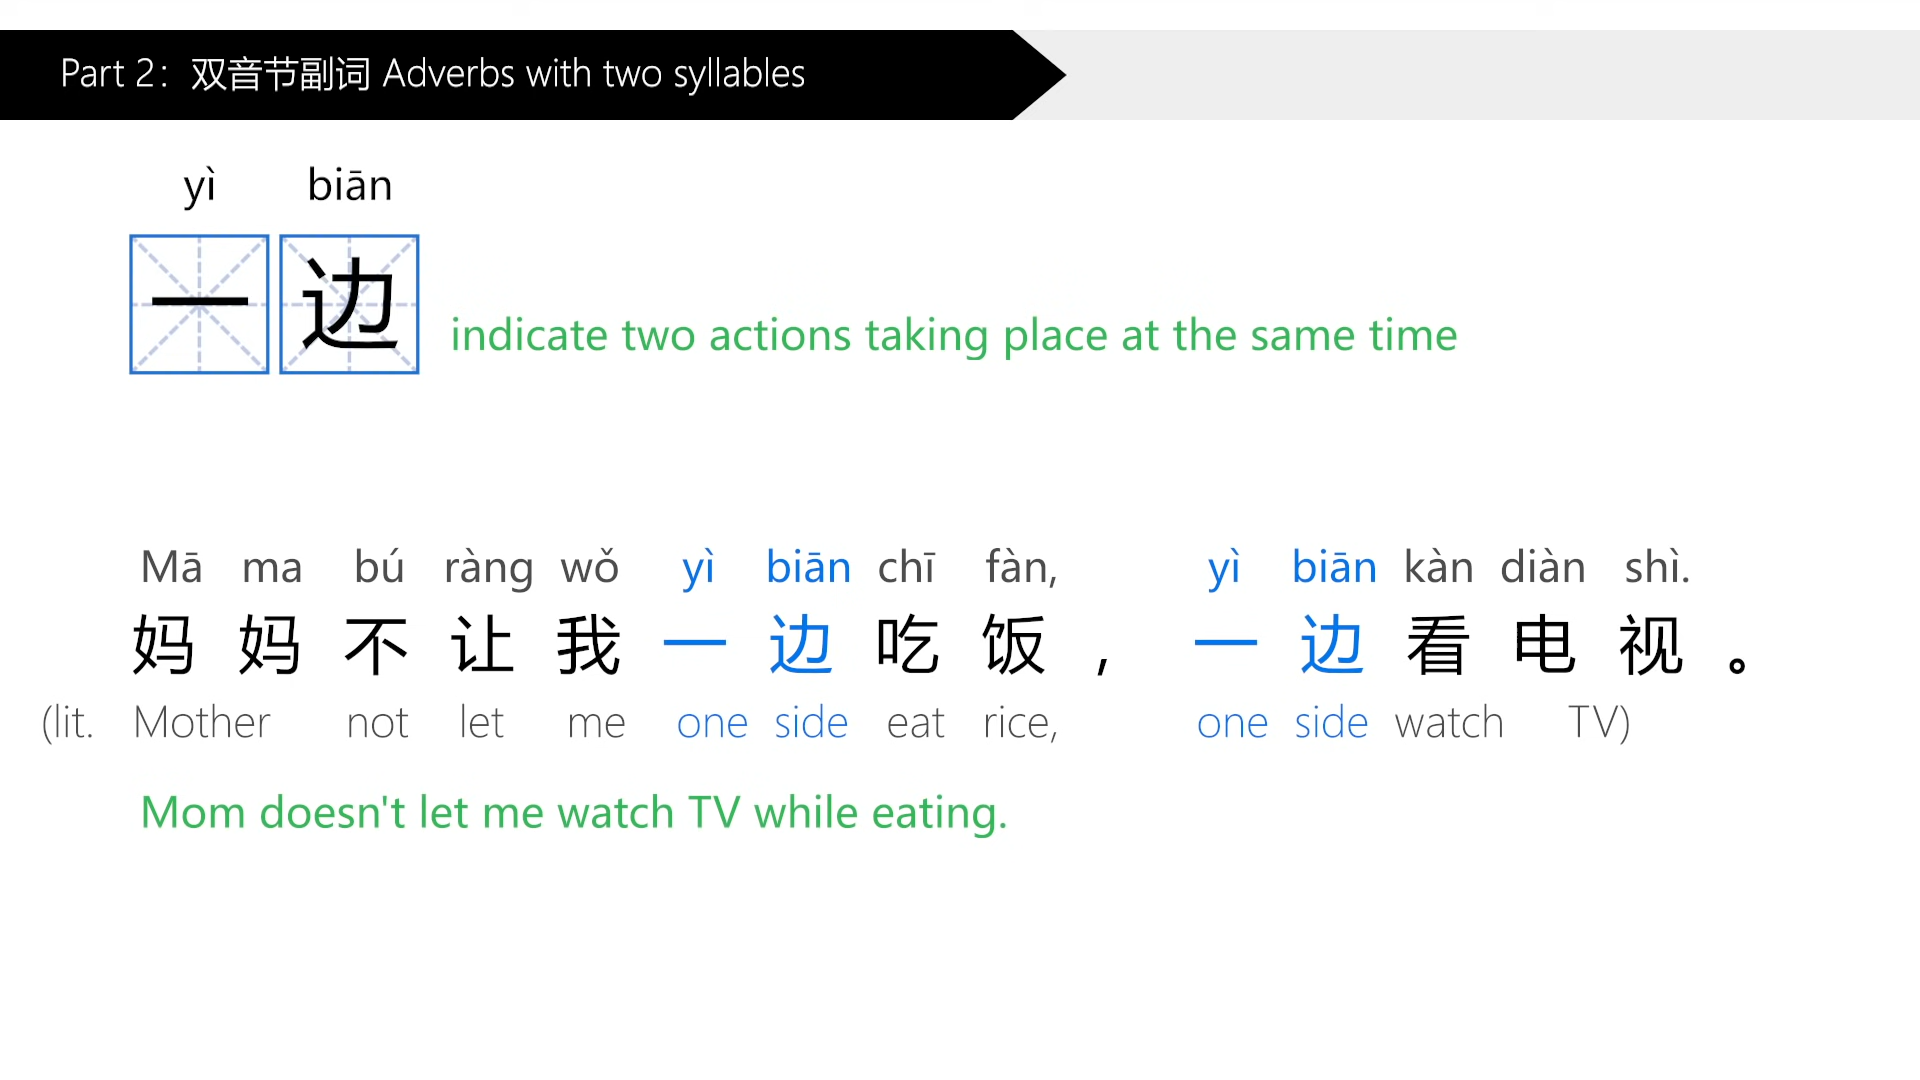 Part 2：双音节副词 Adverbs with two syllables
yì biān
一边 indicate two actions taking place at the same time
Mā ma bú ràng wǒ yì biān chī fàn, yì biān kàn diàn shì.
妈妈不让我一边吃饭，一边看电视。
(lit. Mother not let me one side eat rice, one side watch TV)
Mom doesn't let me watch TV while eating.